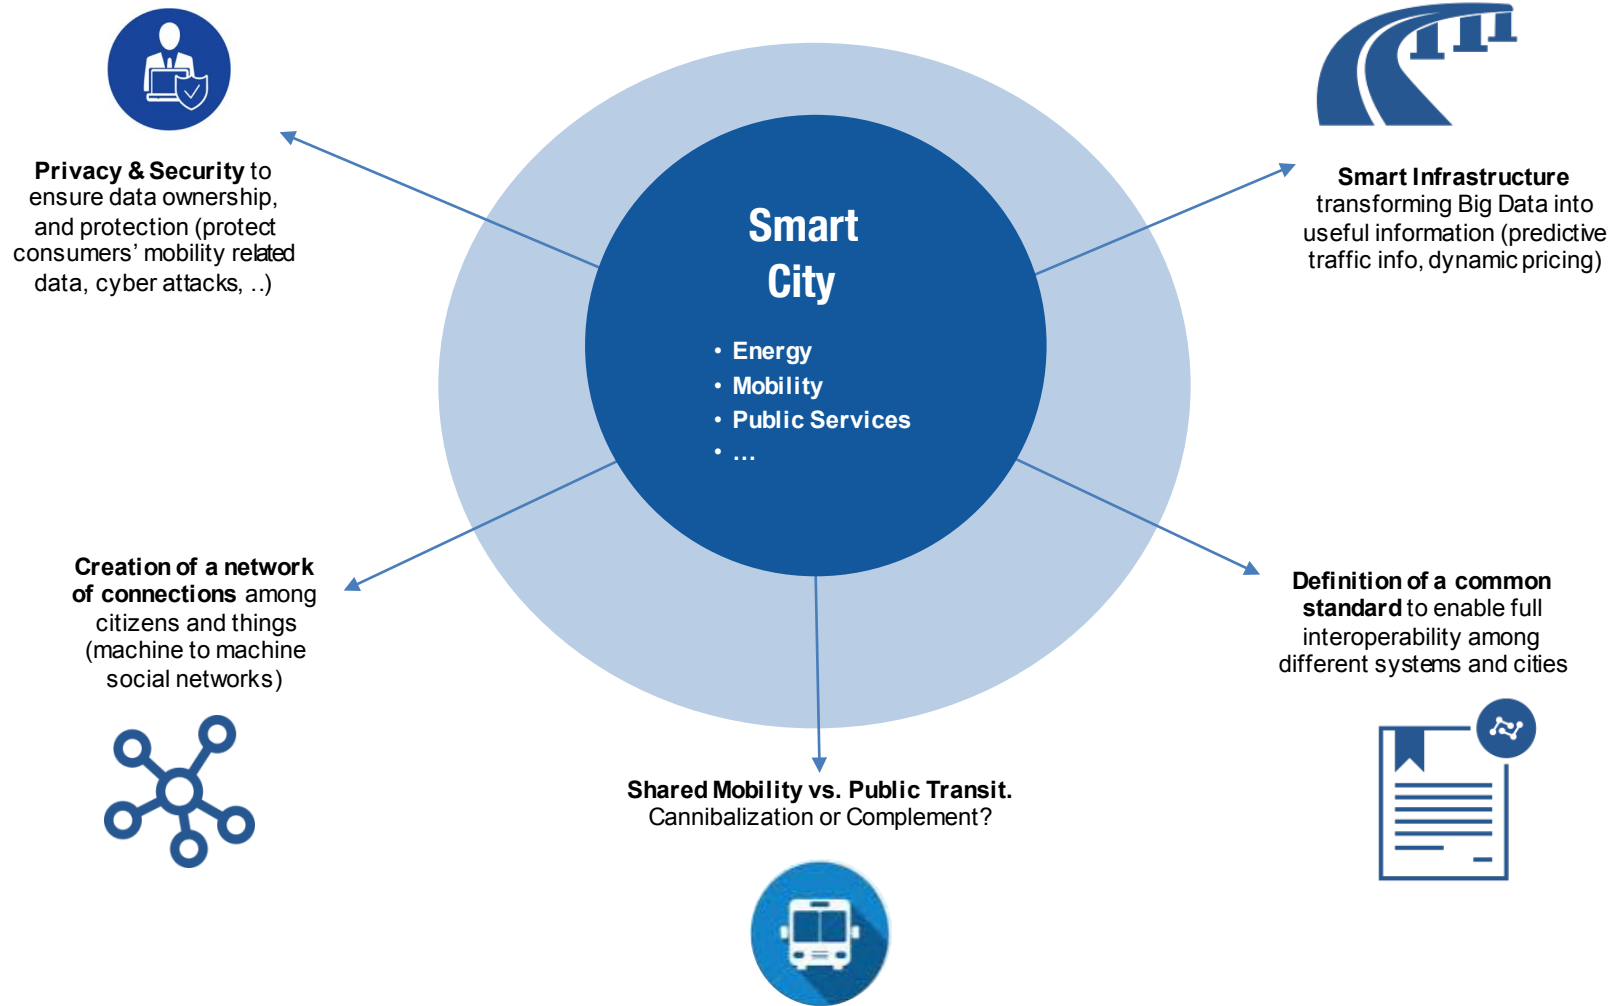 Privacy & Security to
ensure data ownership,
and protection (protect
consumers’ mobility related
data, cyber attacks, ..)
Smart
City
• Energy
• Mobility
• Public Services
• ...
Smart Infrastructure
transforming Big Data into
useful information (predictive
traffic info, dynamic pricing)
Creation of a network
of connections among
citizens and things
(machine to machine
social networks)
Shared Mobility vs. Public Transit.
Cannibalization or Complement?
Definition of a common
standard to enable full
interoperability among
different systems and cities